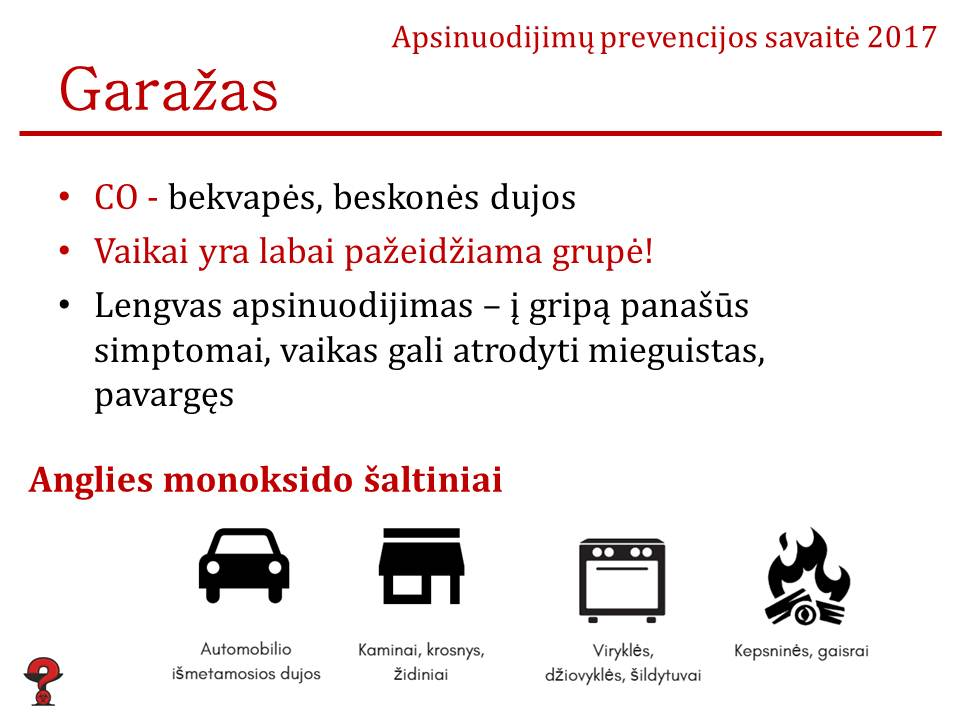 Apsinuodijimų prevencijos savaitė 2017
Garažas
• CO - bekvapės, beskonės dujos
• Vaikai yra labai pažeidžiama grupė!
• Lengvas apsinuodijimas – į gripą panašūs
simptomai, vaikas gali atrodyti mieguistas,
pavargęs
Anglies monoksido šaltiniai
Automobilio
išmetamosios dujos
Kaminai, krosnys,
židiniai
Viryklės,
džiovyklės, šildytuvai
Kepsninės, gaisrai